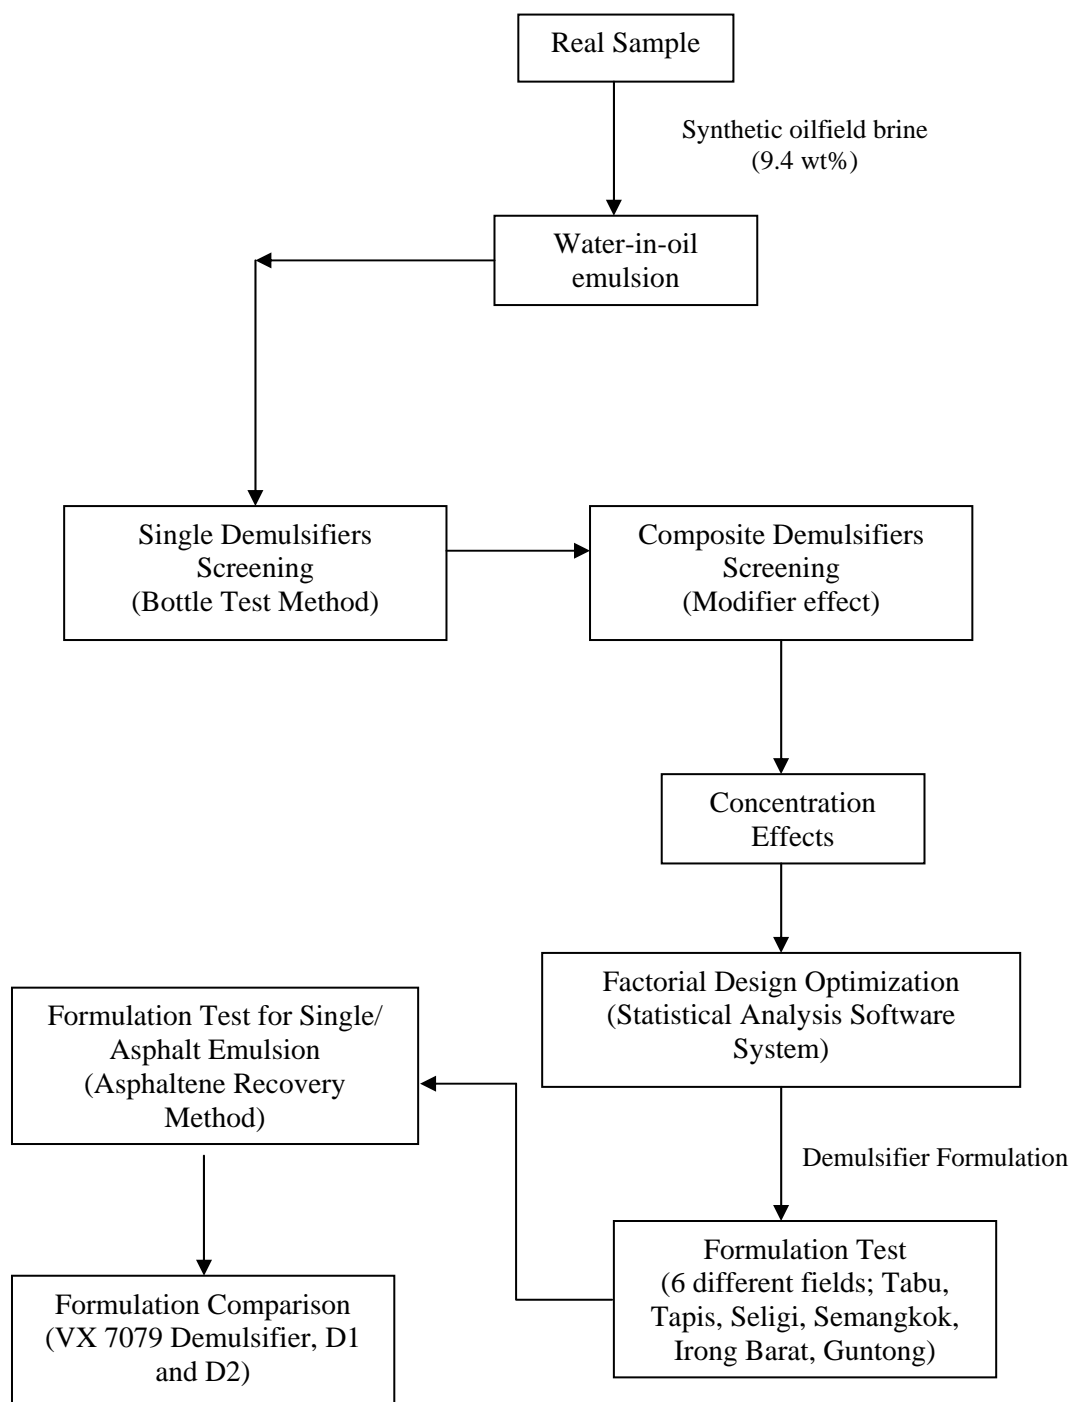 Real Sample
Synthetic oilfield brine
(9.4 wt%)
Water-in-oil
emulsion
Single Demulsifiers
Screening
(Bottle Test Method)
Composite Demulsifiers
Screening
(Modifier effect)
Concentration
Effects
Factorial Design Optimization
(Statistical Analysis Software
System)
Formulation Test for Single/
Asphalt Emulsion
(Asphaltene Recovery
Method)
Demulsifier Formulation
Formulation Test
(6 different fields; Tabu,
Tapis, Seligi, Semangkok,
Irong Barat, Guntong)
Formulation Comparison
(VX 7079 Demulsifier, D1
and D2)